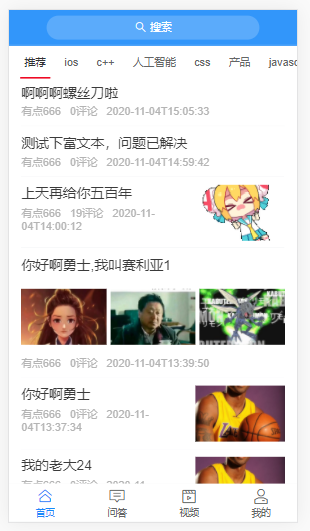 搜索
推荐 ios c++ 人工智能 css 产品 javasc
啊啊啊螺丝刀啦
有点666 0评论 2020-11-04T15:05:33
测试下富文本，问题已解决
有点666 0评论 2020-11-04T14:59:42
上天再给你五百年
有点666 19评论 2020-11-
04T14:00:12
你好啊勇士,我叫赛利亚1
有点666 0评论 2020-11-04T13:39:50
你好啊勇士
有点666 0评论 2020-11-
04T13:37:34
我的老大24
有点666 0评论 2020-11-
首页 问答 视频 我的